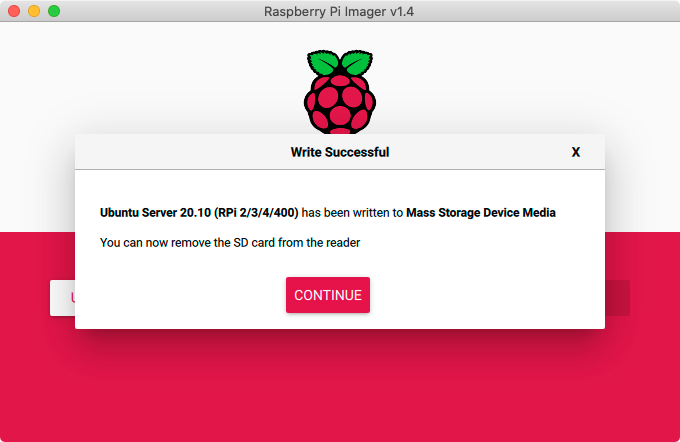 Raspberry Pi Imager v1.4
Write Successful
X
Ubuntu Server 20.10 (RPi 2/3/4/400) has been written to Mass Storage Device Media
You can now remove the SD card from the reader
CONTINUE